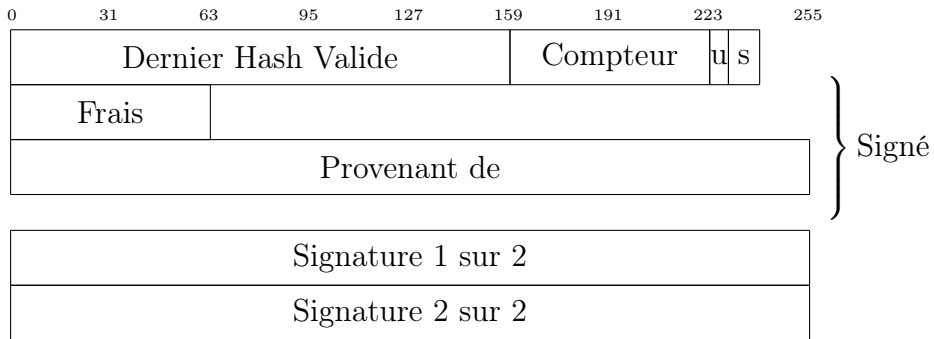 0 31 63 95 127 159 191 223 255
Dernier Hash Valide Compteur u s
Frais
Provenant de
Signé
Signature 1 sur 2
Signature 2 sur 2